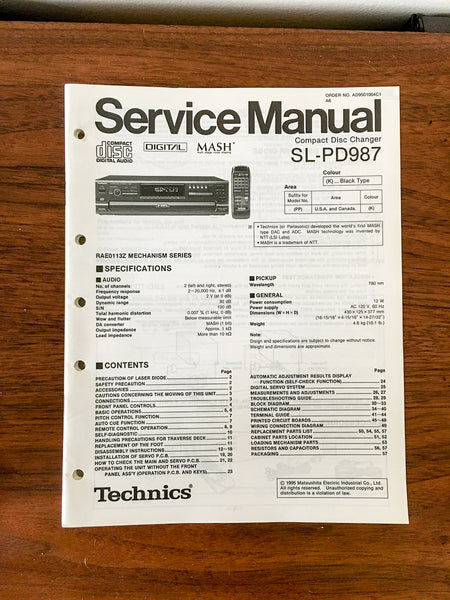 ORDER NO. AD9501004C1
A6
Service Manual
Compact Disc Changer
SL-PD987
COMPACT
disc
DIGITAL AUDIO
DIGITAL
MASH
Colour
(K) ... Black Type
Area
Suffix for Model No. Area Colour
(PP) U.S.A. and Canada. (K)
• Technics (or Panasonic) developed the world's first MASH
type DAC and ADC. MASH technology was invented by
NTT (LSI Labs).
• MASH is a trademark of NTT.
RAE0113Z MECHANISM SERIES
■ SPECIFICATIONS
■ AUDIO
No. of channels 2 (left and right, stereo)
Frequency response 2~20,000 Hz, ±1 dB
Output voltage 2 V (at 0 dB)
Dynamic range 92 dB
S/N 100 dB
Total harmonic distortion 0.007 % (1 kHz, 0 dB)
Wow and flutter Below measurable limit
DA converter MASH (1 bit)
Output impedance Approx. 1 kΩ
Load impedance More than 10 kΩ
■ PICKUP
Wavelength 780 nm
■ GENERAL
Power consumption 12 W
Power supply AC 120 V, 60 Hz
Dimensions (W × H × D) 430 × 125 × 377 mm
(16-15/16" × 4-15/16" × 14-27/32")
Weight 4.6 kg (10.1 lb.)
Note:
Design and specifications are subject to change without notice.
Weight and dimensions are approximate.
■ CONTENTS
Page
PRECAUTION OF LASER DIODE 2
SAFETY PRECAUTION 2
ACCESSORIES 2
CAUTIONS CONCERNING THE MOVING OF THIS UNIT 3
CONNECTIONS 3
FRONT PANEL CONTROLS
BASIC OPERATIONS 5, 6
PITCH CONTROL FUNCTION 7
AUTO CUE FUNCTION
REMOTE CONTROL OPERATION 8, 9
SELF-DIAGNOSTIC 10
HANDLING PRECAUTIONS FOR TRAVERSE DECK 11
REPLACEMENT OF THE FOOT 11
DISASSEMBLY INSTRUCTIONS 12~19
INSTALLATION OF SERVO P.C.B. 19, 20
HOW TO CHECK THE MAIN AND SERVO P.C.B. 21, 22
OPERATING THE UNIT WITHOUT THE FRONT
PANEL ASS'Y (OPERATION P.C.B. AND KEYS) 23
Page
AUTOMATIC ADJUSTMENT RESULTS DISPLAY
FUNCTION (SELF-CHECK FUNCTION) 24
DIGITAL SERVO SYSTEM 25
MEASUREMENTS AND ADJUSTMENTS 26, 27
TROUBLESHOOTING GUIDE 28, 29
BLOCK DIAGRAM 30~33
SCHEMATIC DIAGRAM 34~40
TERMINAL GUIDE 41~44
PRINTED CIRCUIT BOARDS 45~48
WIRING CONNECTION DIAGRAM 49
REPLACEMENT PARTS LIST 50, 54, 55, 57
CABINET PARTS LOCATION 51, 52
LOADING MECHANISM PARTS 53
RESISTORS AND CAPACITORS 56, 57
PACKAGING 57
Technics
© 1995 Matsushita Electric Industrial Co., Ltd.
All rights reserved. Unauthorized copying and
distribution is a violation of law.